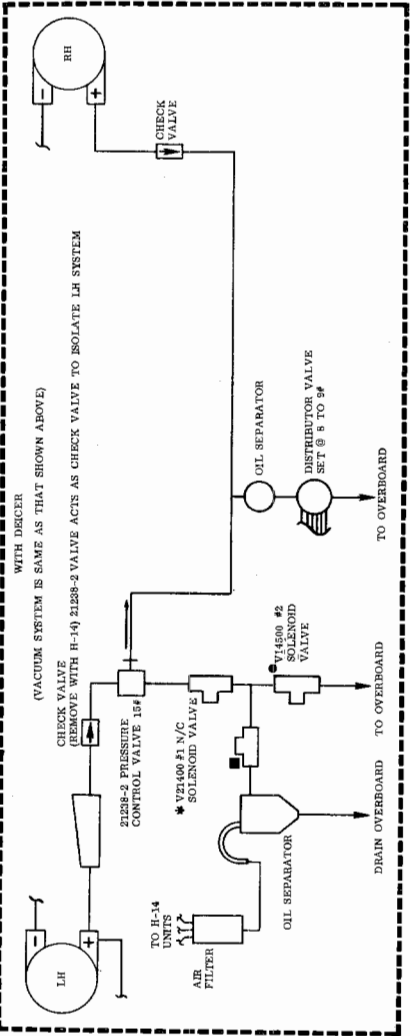 WITH DEICER
(VACUUM SYSTEM IS SAME AS THAT SHOWN ABOVE)
CHECK VALVE
(REMOVE WITH H-14) 21238-2 VALVE ACTS AS CHECK VALVE TO ISOLATE LH SYSTEM
LH
-
+
21238-2 PRESSURE
CONTROL VALVE 15#
RH
-
+
CHECK
VALVE
* V21400 #1 N/C
SOLENOID VALVE
V14500 #2
SOLENOID
VALVE
TO H-14
UNITS
AIR
FILTER
OIL SEPARATOR
DRAIN OVERBOARD
TO OVERBOARD
OIL SEPARATOR
DISTRIBUTOR VALVE
SET @ 8 TO 9#
TO OVERBOARD